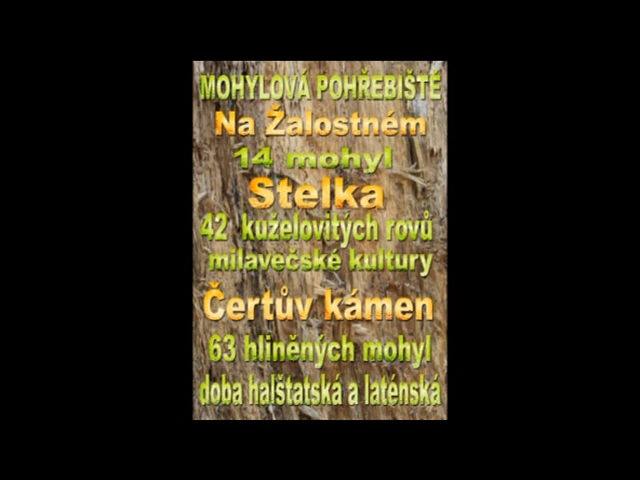 MOHYLOVÁ POHŘEBIŠTĚ
Na Žalostném
14 mohyl
Stelka
42 kuželovitých rovů
milavečské kultury
Čertův kámen
63 hliněných mohyl
doba halštatská a laténská